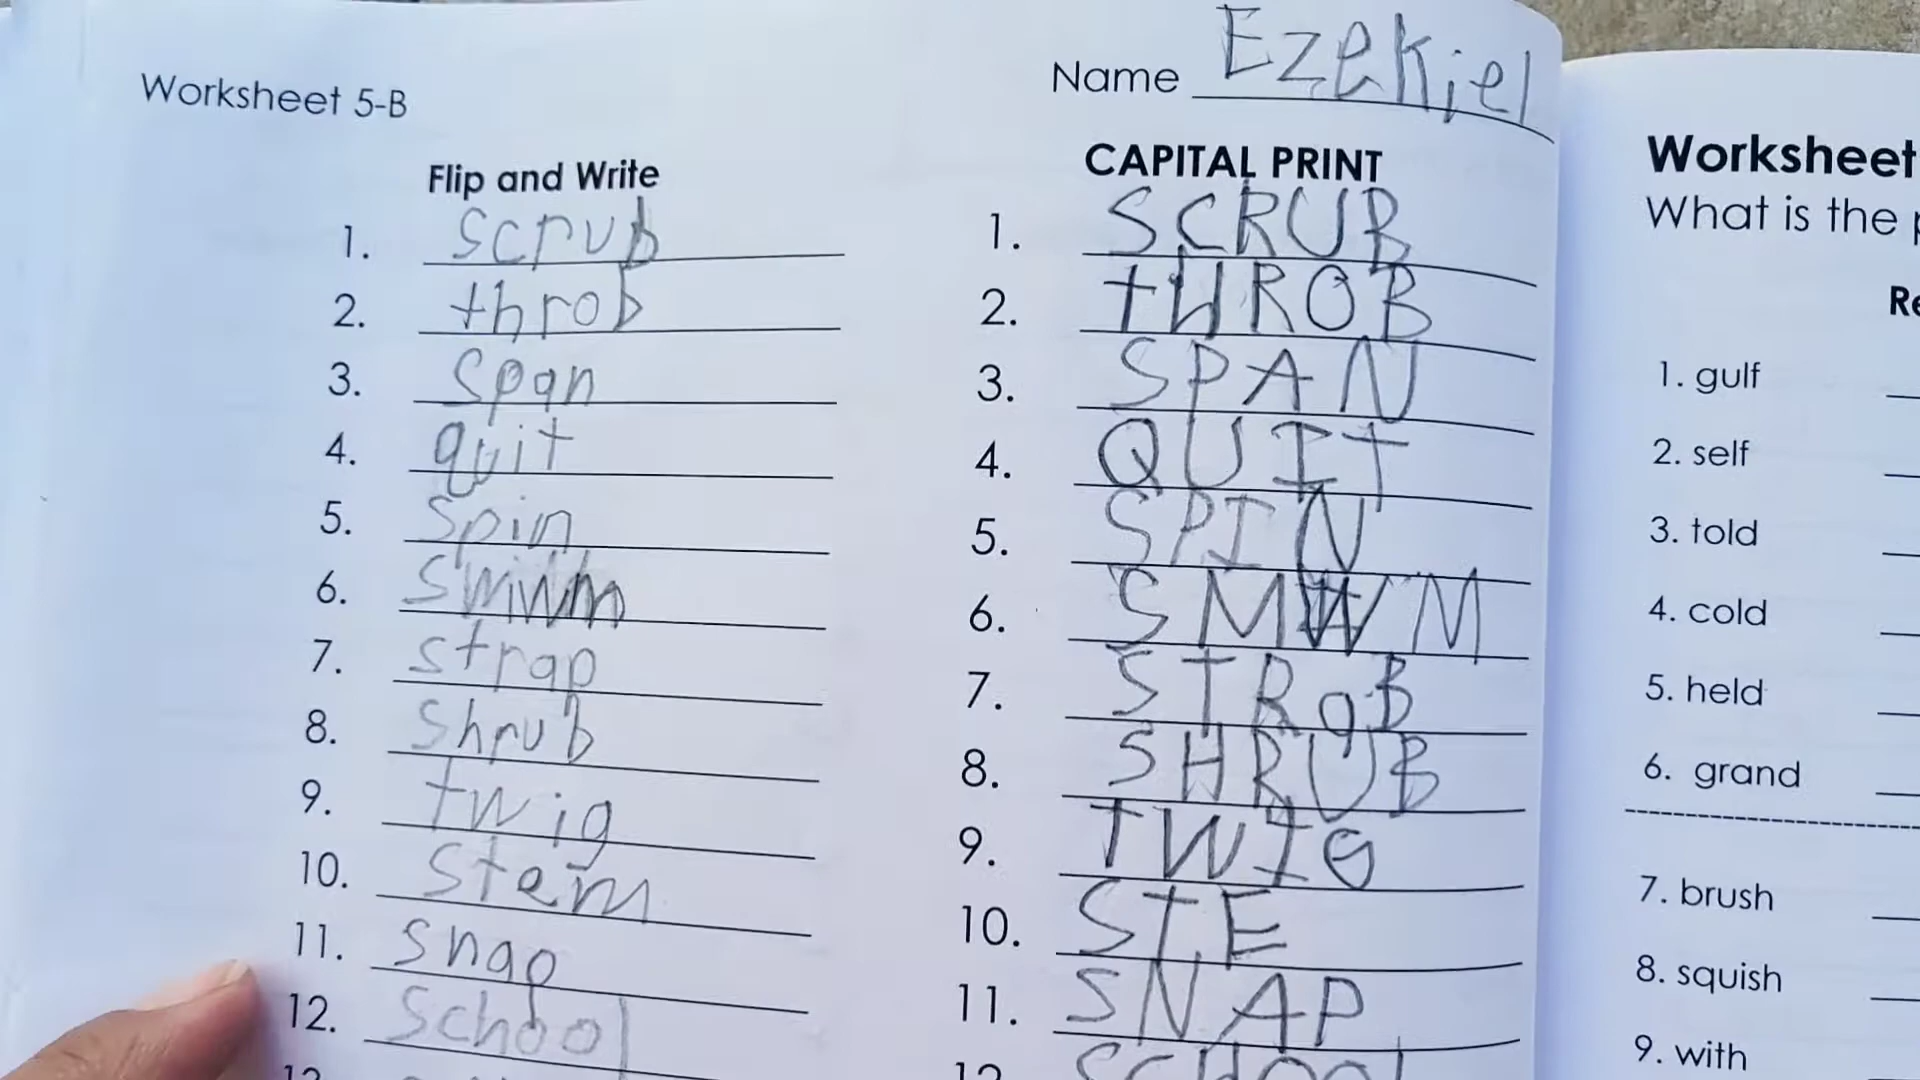 Worksheet 5-B
Name Ezekiel
Flip and Write
1. scrub
2. throb
3. span
4. quit
5. spin
6.
7. strap
8. shrub
9. twig
10. stem
11. snap
12. school
CAPITAL PRINT
1. SCRUB
2. tHROB
3. SPAN
4. QUIT
5. SPIN
6. SMWM
7. STRaB
8. SHRUB
9. TWIG
10. STE
11. SNAP
12.
Worksheet
What is the
1. gulf
2. self
3. told
4. cold
5. held
6. grand
7. brush
8. squish
9. with